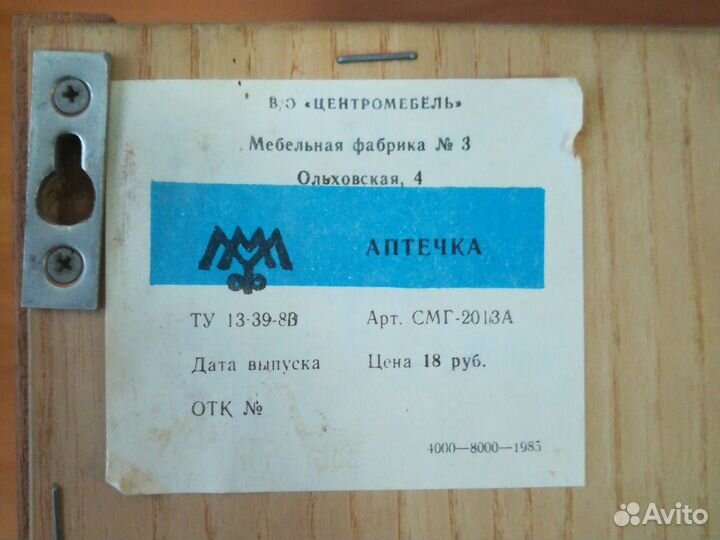 В/О «ЦЕНТРОМЕБЕЛЬ»
Мебельная фабрика № 3
Ольховская, 4
АПТЕЧКА
ТУ 13-39-83
Арт. СМГ-2013А
Дата выпуска
Цена 18 руб.
ОТК №
4000—8000—1985
Avito